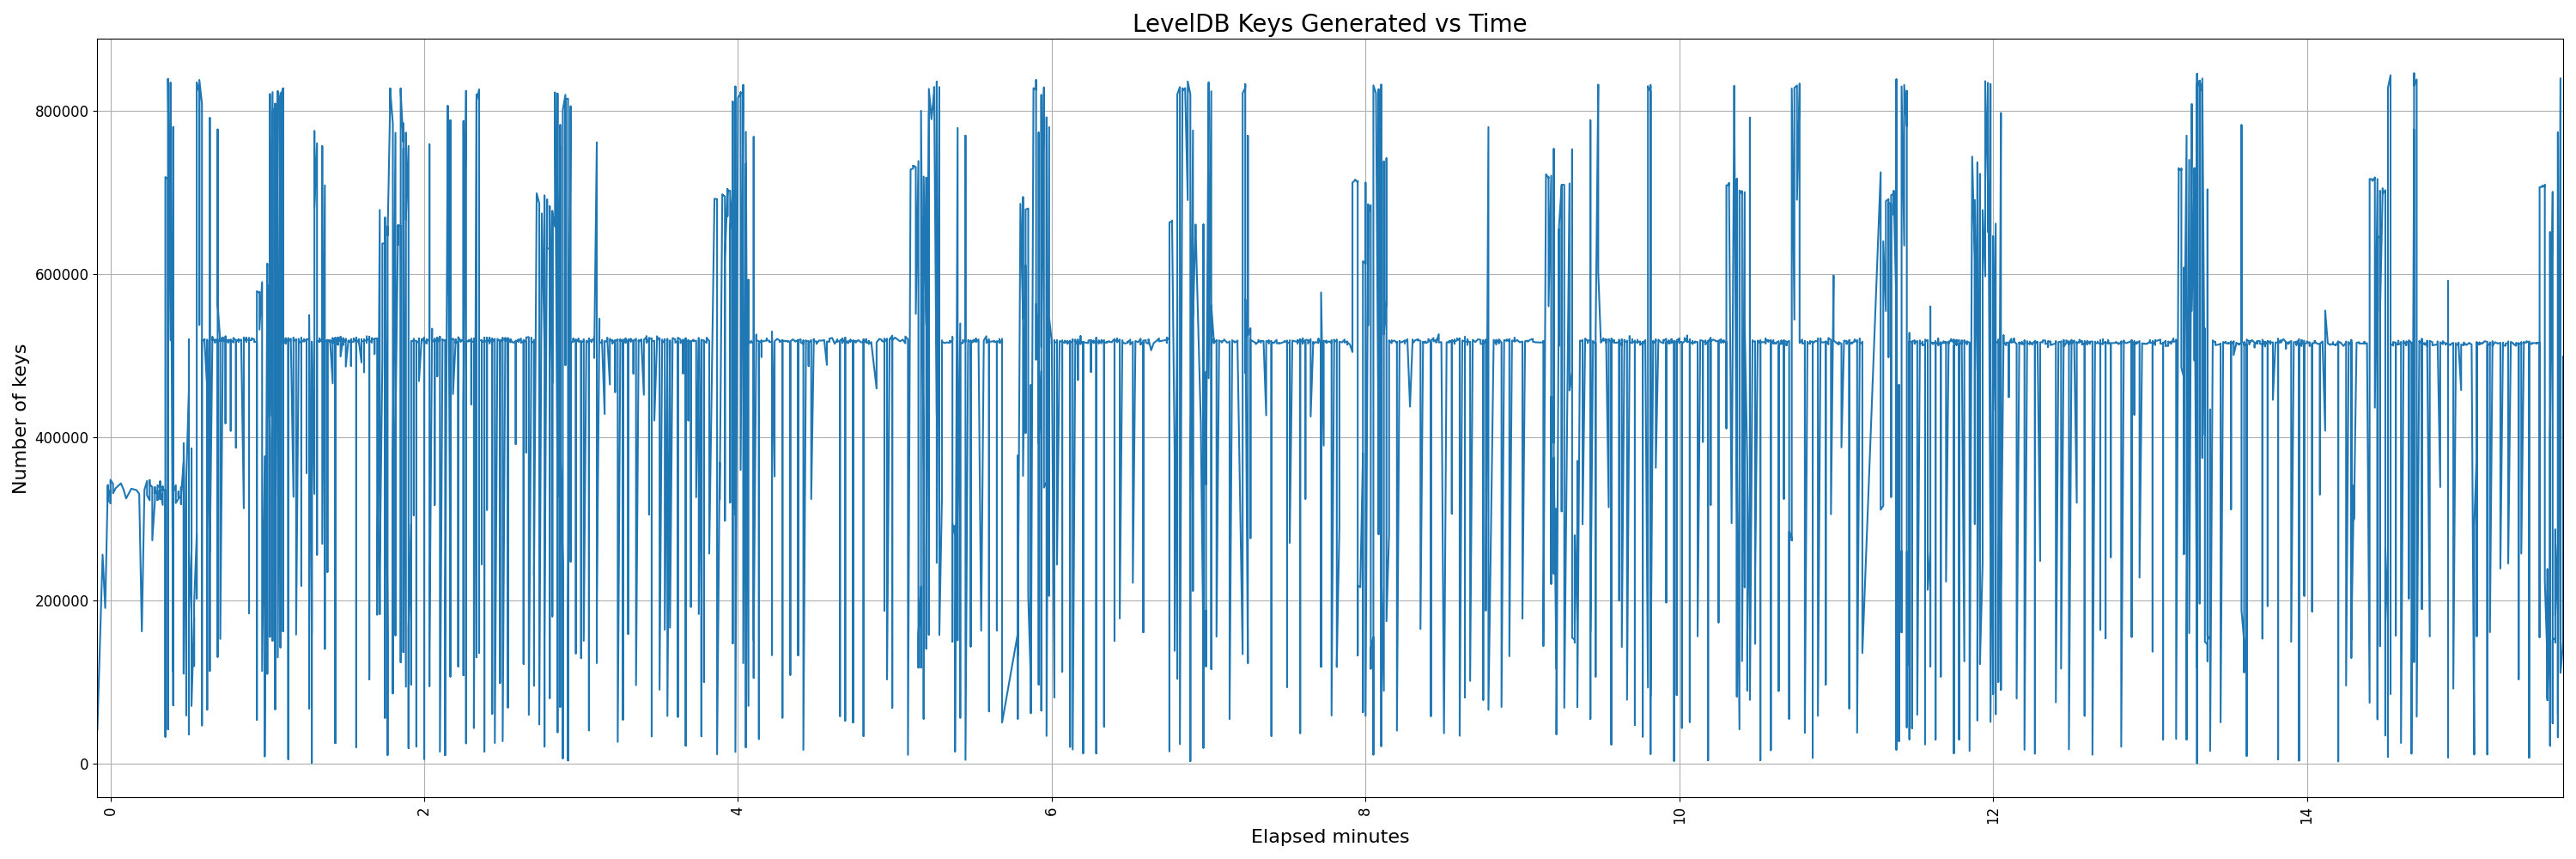 LevelDB Keys Generated vs Time
Number of keys
800000
600000
400000
200000
0
0 2 4 6 8 10 12 14
Elapsed minutes